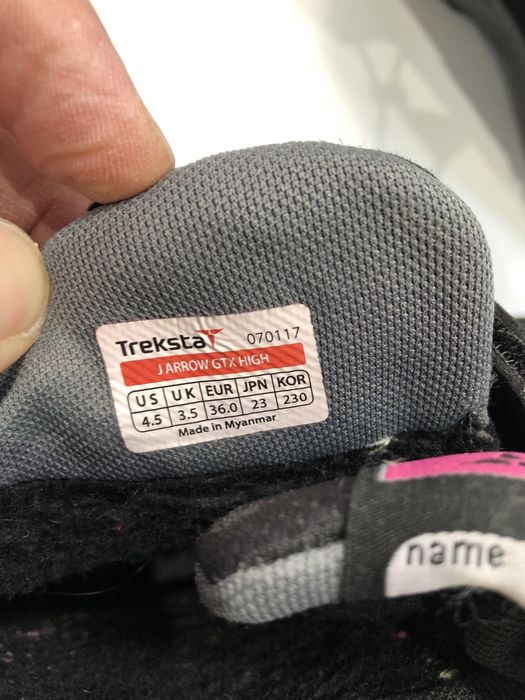 Treksta 070117
J ARROW GTX HIGH
US UK EUR JPN KOR
4.5 3.5 36.0 23 230
Made in Myanmar
name